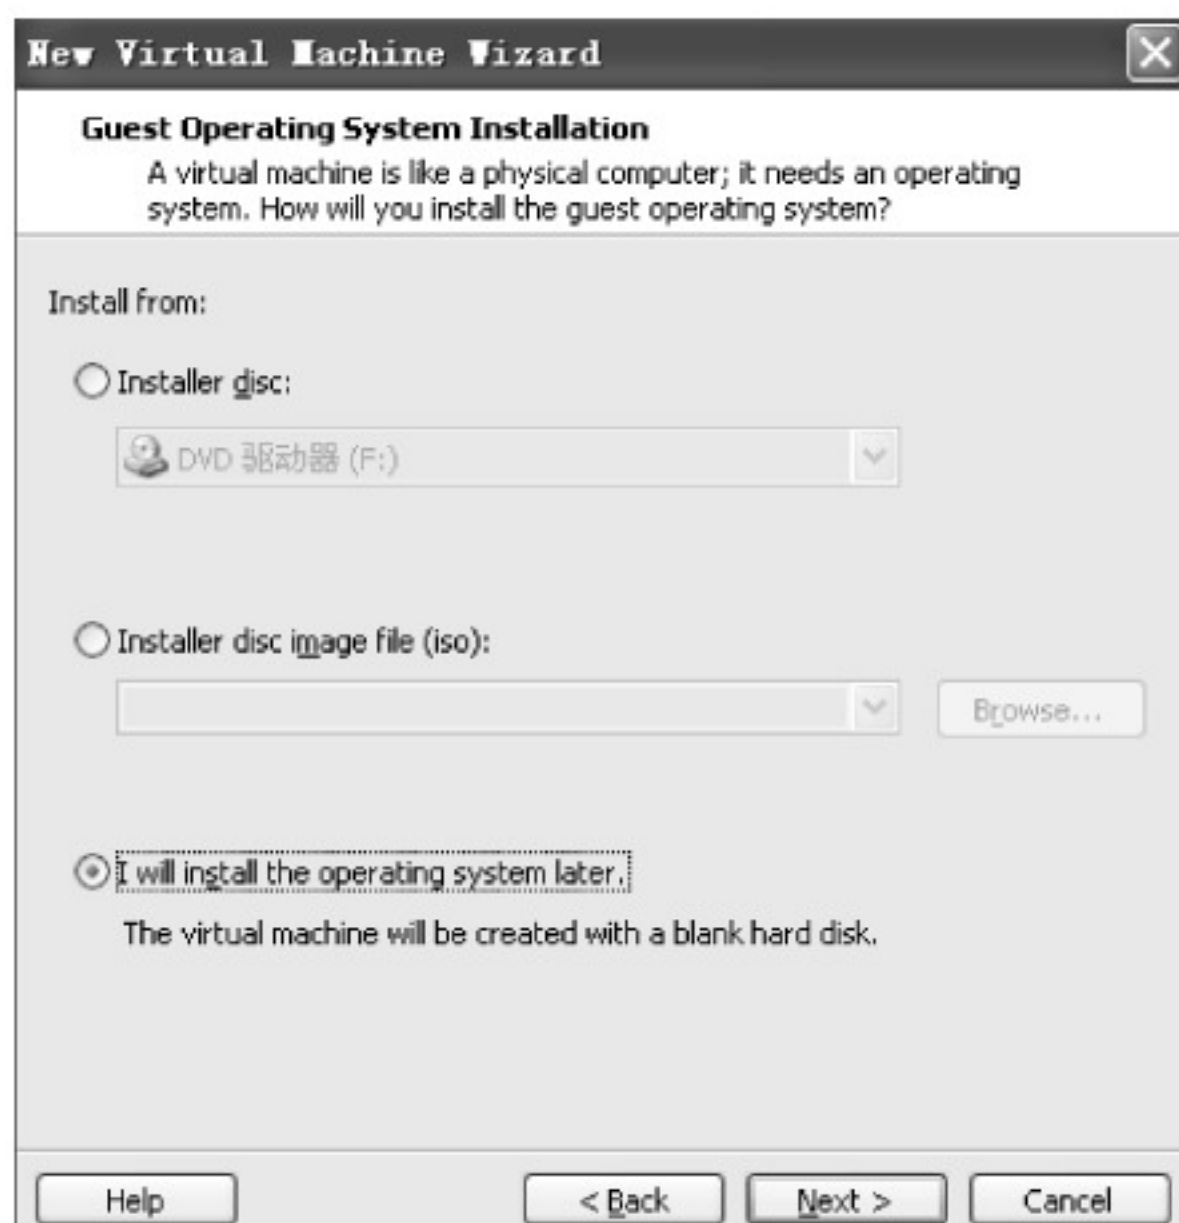 New Virtual Machine Wizard
Guest Operating System Installation
A virtual machine is like a physical computer; it needs an operating
system. How will you install the guest operating system?
Install from:
Installer disc:
DVD 驱动器 (F:)
Installer disc image file (iso):
Browse...
I will install the operating system later.
The virtual machine will be created with a blank hard disk.
Help
< Back
Next >
Cancel